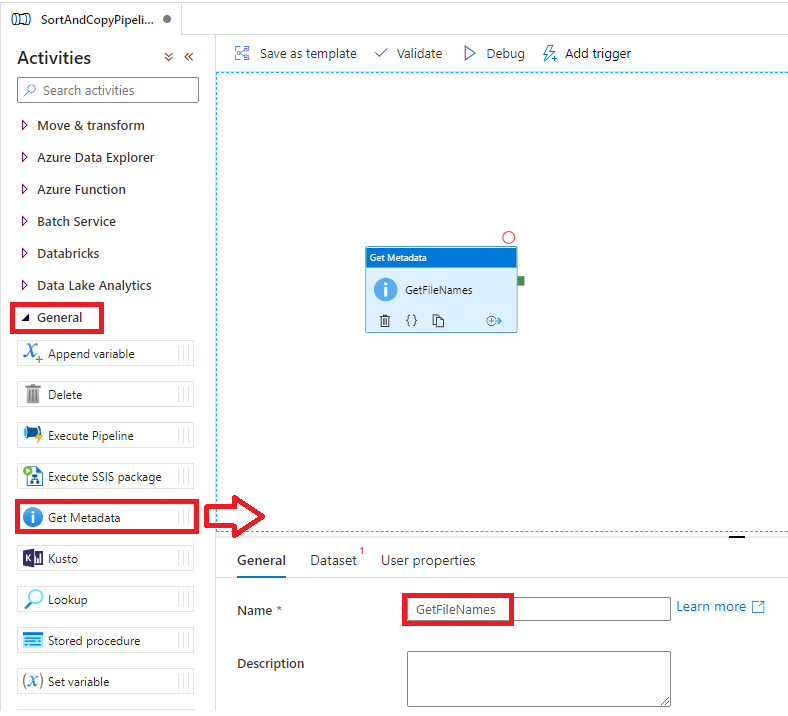 SortAndCopyPipeli...
Activities
Search activities
Move & transform
Azure Data Explorer
Azure Function
Batch Service
Databricks
Data Lake Analytics
General
Append variable
Delete
Execute Pipeline
Execute SSIS package
Get Metadata
Kusto
Lookup
Stored procedure
(x) Set variable
Save as template
Validate
Debug
Add trigger
Get Metadata
GetFileNames
General
Dataset 1
User properties
Name *
GetFileNames
Learn more
Description